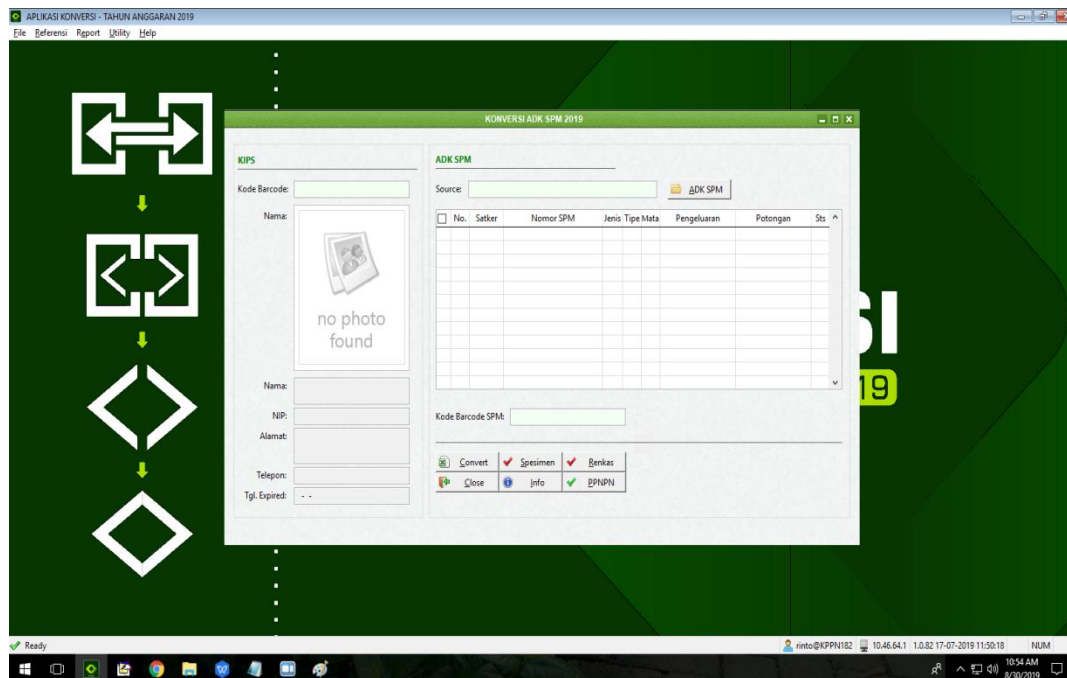 APLIKASI KONVERSI - TAHUN ANGGARAN 2019
File Referensi Report Utility Help
KONVERSI ADK SPM 2019
KIPS
ADK SPM
Kode Barcode:
Source:
ADK SPM
Nama:
No. Satker Nomor SPM Jenis Tipe Mata Pengeluaran Potongan Sts
no photo
found
SI
19
Nama:
NIP:
Kode Barcode SPM:
Alamat:
Convert Spesimen Renkas
Telepon:
Close Info PPNPN
Tgl. Expired: - -
Ready
rinto@KPPN182 10.46.64.1 1.0.82 17-07-2019 11:50:18 NUM
10:54 AM
8/30/2019